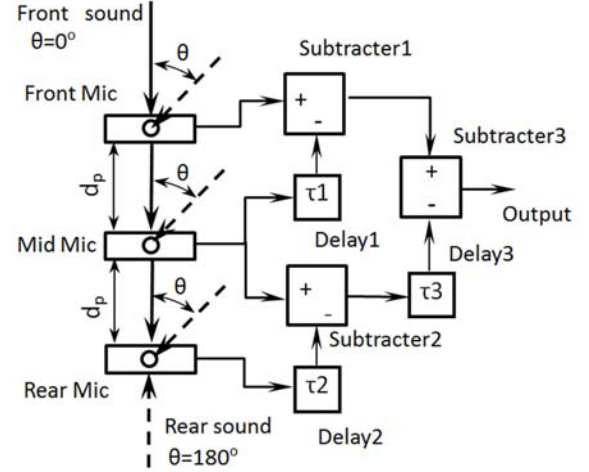 Front sound
θ=0°
θ
Subtracter1
Front Mic
+
-
Subtracter3
dp
θ
τ1
+
-
Output
Mid Mic
Delay1
Delay3
dp
θ
+
-
τ3
Subtracter2
Rear Mic
τ2
Rear sound
θ=180°
Delay2